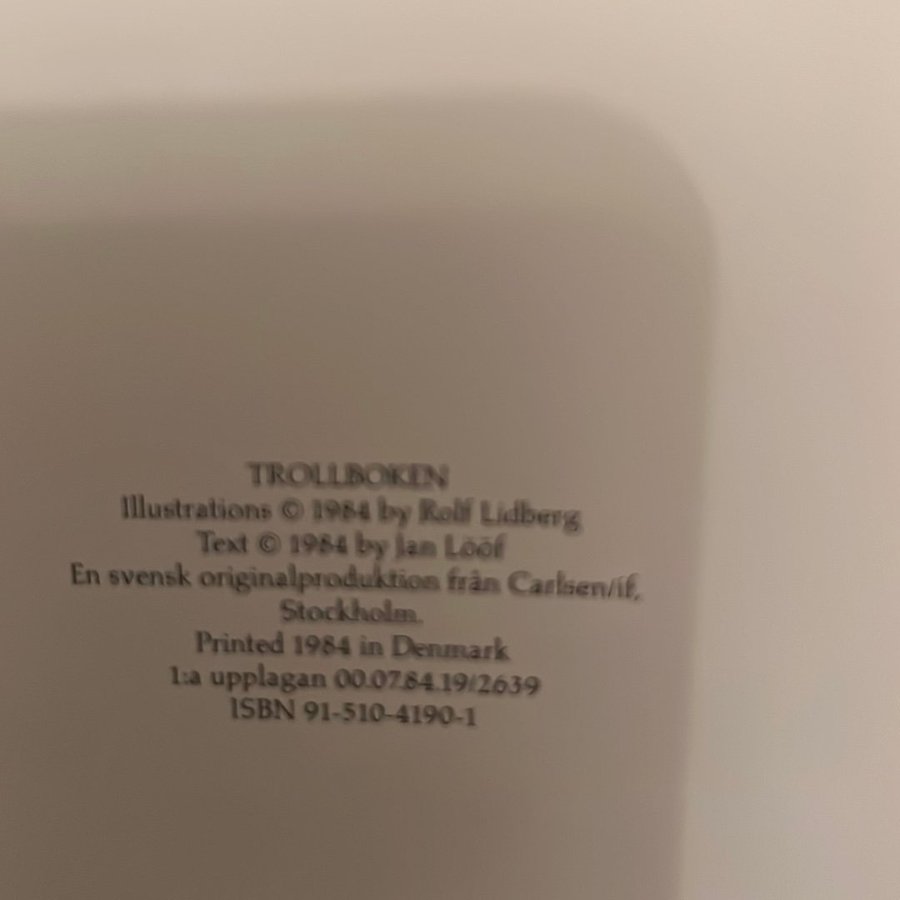 TROLLBOKEN
Illustrations © 1984 by Rolf Lidberg
Text © 1984 by Jan Lööf
En svensk originalproduktion från Carlsen/if,
Stockholm.
Printed 1984 in Denmark
1:a upplagan 00.07.84.19/2639
ISBN 91-510-4190-1